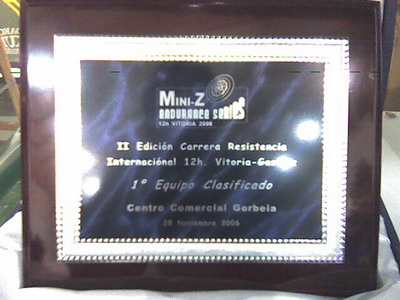 MINI-Z
ENDURANCE SERIES
12h VITORIA 2006
II Edición Carrera Resistencia
Internaciónal 12h. Vitoria-Gasteiz
1º Equipo Clasificado
Centro Comercial Gorbeia
25 Noviembre 2006